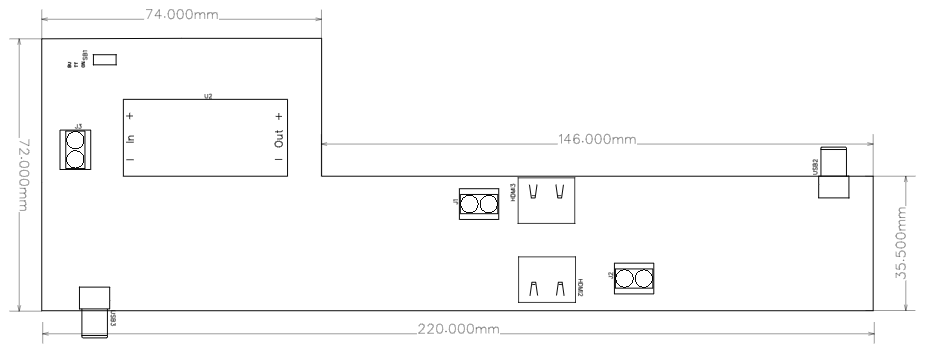 74.000mm
SB1
U2
+
+
In
Out
J3
72.000mm
146.000mm
USB2
J1
HDMI3
35.500mm
J2
HDMI2
USB3
220.000mm